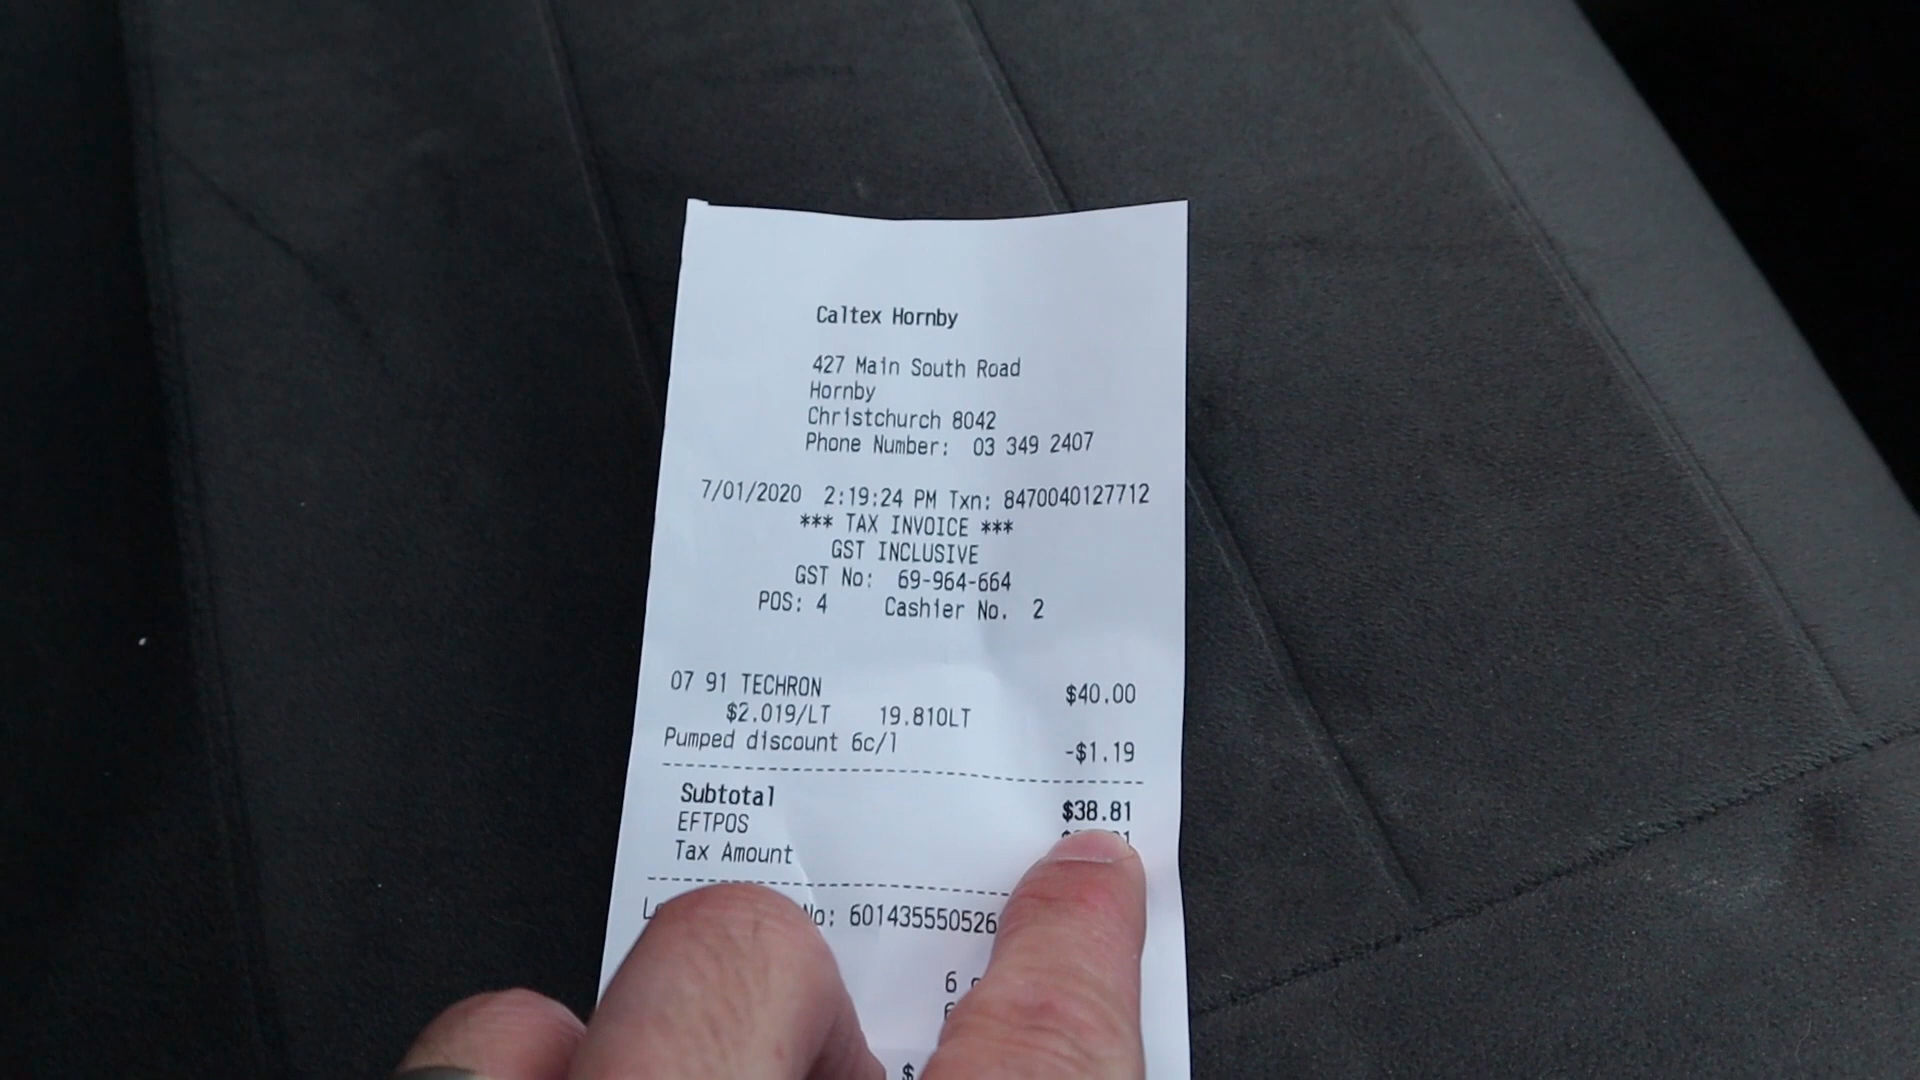 Caltex Hornby
427 Main South Road
Hornby
Christchurch 8042
Phone Number: 03 349 2407
7/01/2020 2:19:24 PM Txn: 8470040127712
*** TAX INVOICE ***
GST INCLUSIVE
GST No: 69-964-664
POS: 4 Cashier No. 2
07 91 TECHRON $40.00
$2.019/LT 19.810LT
Pumped discount 6c/l -$1.19
Subtotal $38.81
EFTPOS
Tax Amount
No: 601435550526
6
$